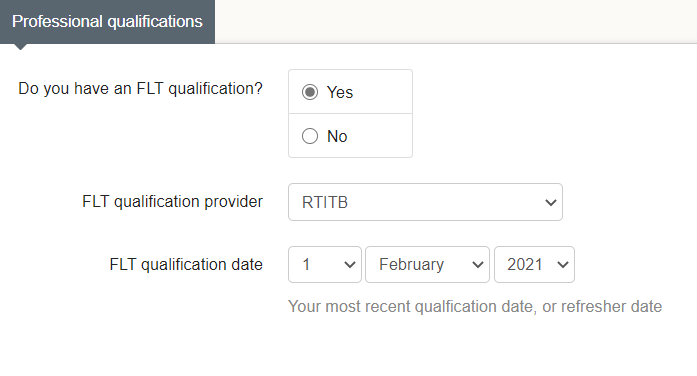 Professional qualifications
Do you have an FLT qualification?
Yes
No
FLT qualification provider
RTITB
FLT qualification date
1 February 2021
Your most recent qualfication date, or refresher date